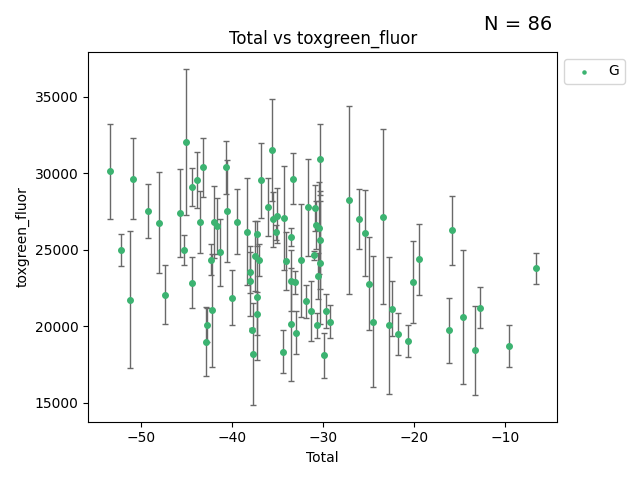 N = 86
Total vs toxgreen_fluor
G
toxgreen_fluor
35000
30000
25000
20000
15000
−50 −40 −30 −20 −10
Total